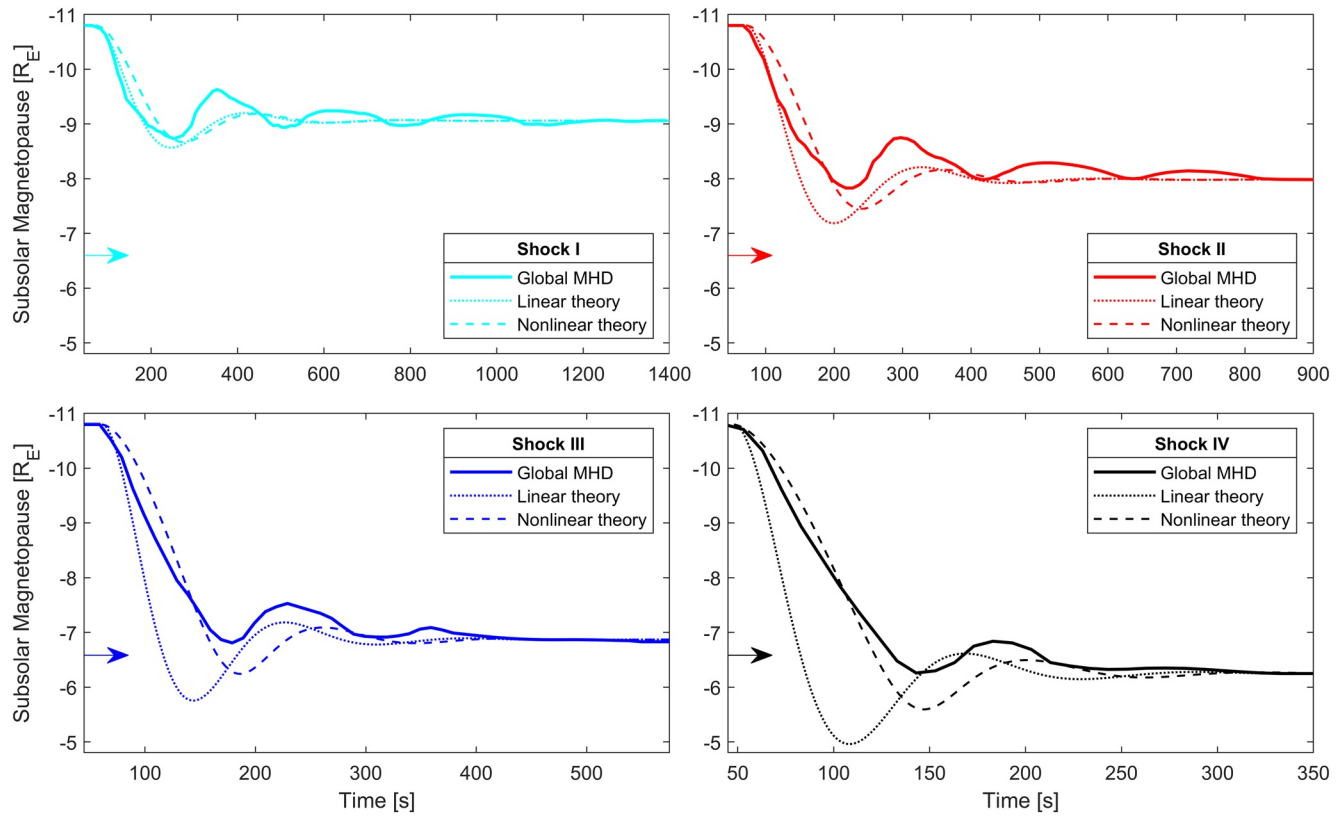 Subsolar Magnetopause [R_E]
-11
-10
-9
-8
-7
-6
-5
Shock I
Global MHD
Linear theory
Nonlinear theory
200 400 600 800 1000 1200 1400
-11
-10
-9
-8
-7
-6
-5
Shock II
Global MHD
Linear theory
Nonlinear theory
100 200 300 400 500 600 700 800 900
Subsolar Magnetopause [R_E]
-11
-10
-9
-8
-7
-6
-5
Shock III
Global MHD
Linear theory
Nonlinear theory
100 200 300 400 500
Time [s]
-11
-10
-9
-8
-7
-6
-5
Shock IV
Global MHD
Linear theory
Nonlinear theory
50 100 150 200 250 300 350
Time [s]